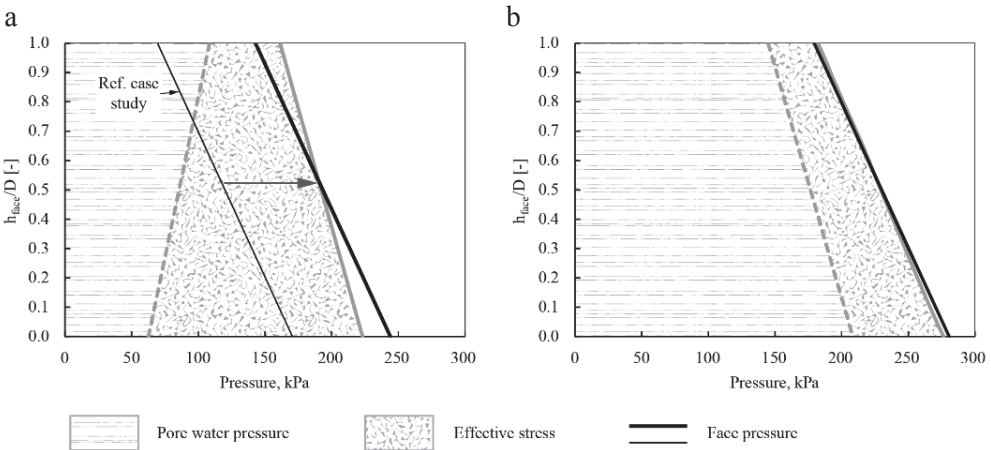 a
b
1.0
0.9
0.8
0.7
0.6
0.5
0.4
0.3
0.2
0.1
0.0
h_face/D [-]
Ref. case
study
0 50 100 150 200 250 300
Pressure, kPa
1.0
0.9
0.8
0.7
0.6
0.5
0.4
0.3
0.2
0.1
0.0
h_face/D [-]
0 50 100 150 200 250 300
Pressure, kPa
Pore water pressure
Effective stress
Face pressure